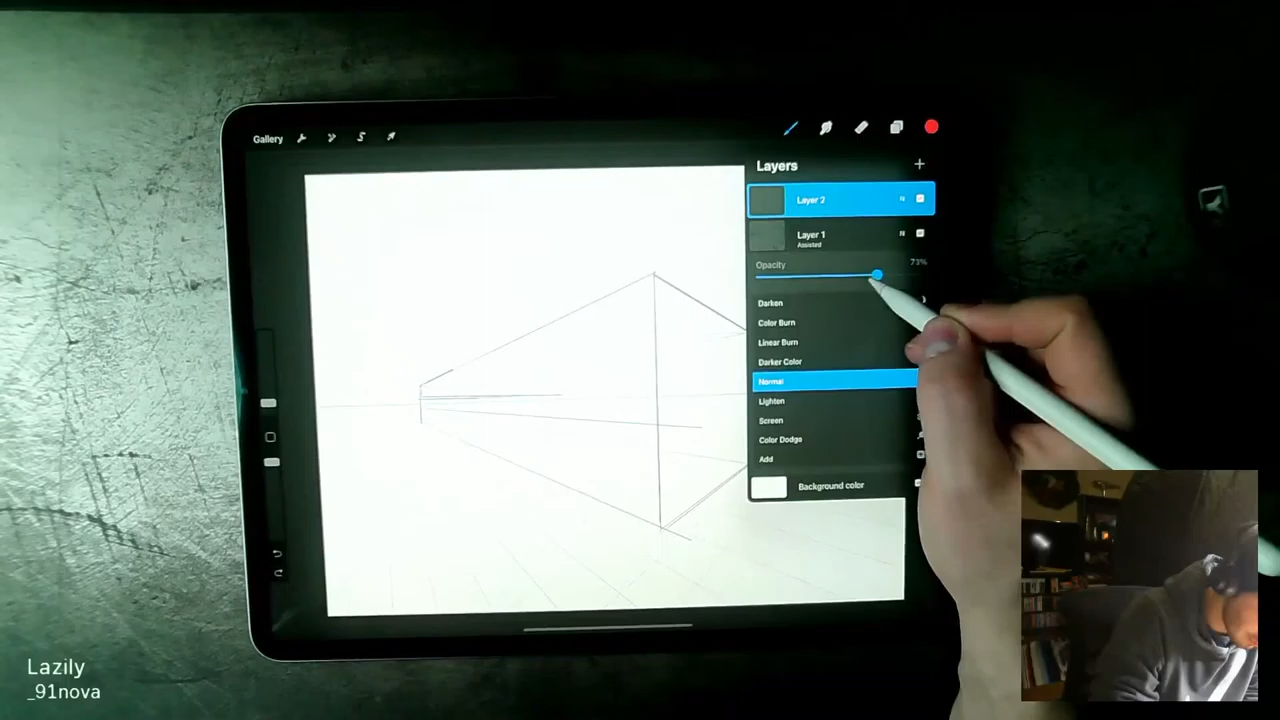 Gallery
Layers
Layer 2
N
Layer 1
N
Assisted
Opacity
73%
Darken
Color Burn
Linear Burn
Darker Color
Normal
Lighten
Screen
Color Dodge
Add
Background color
Lazily
_91nova